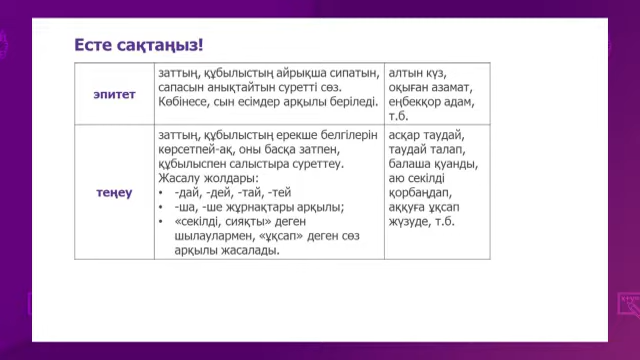 Есте сақтаңыз!
эпитет
заттың, құбылыстың айрықша сипатын,
сапасын анықтайтын суретті сөз.
Көбінесе, сын есімдер арқылы беріледі.
алтын күз,
оқыған азамат,
еңбекқор адам,
т.б.
теңеу
заттың, құбылыстың ерекше белгілерін
көрсетпей-ақ, оны басқа затпен,
құбылыспен салыстыра суреттеу.
Жасалу жолдары:
• -дай, -дей, -тай, -тей
• -ша, -ше жұрнақтары арқылы;
• «секілді, сияқты» деген
шылаулармен, «ұқсап» деген сөз
арқылы жасалады.
асқар таудай,
таудай талап,
балаша қуанды,
аю секілді
қорбаңдап,
аққуға ұқсап
жүзуде, т.б.